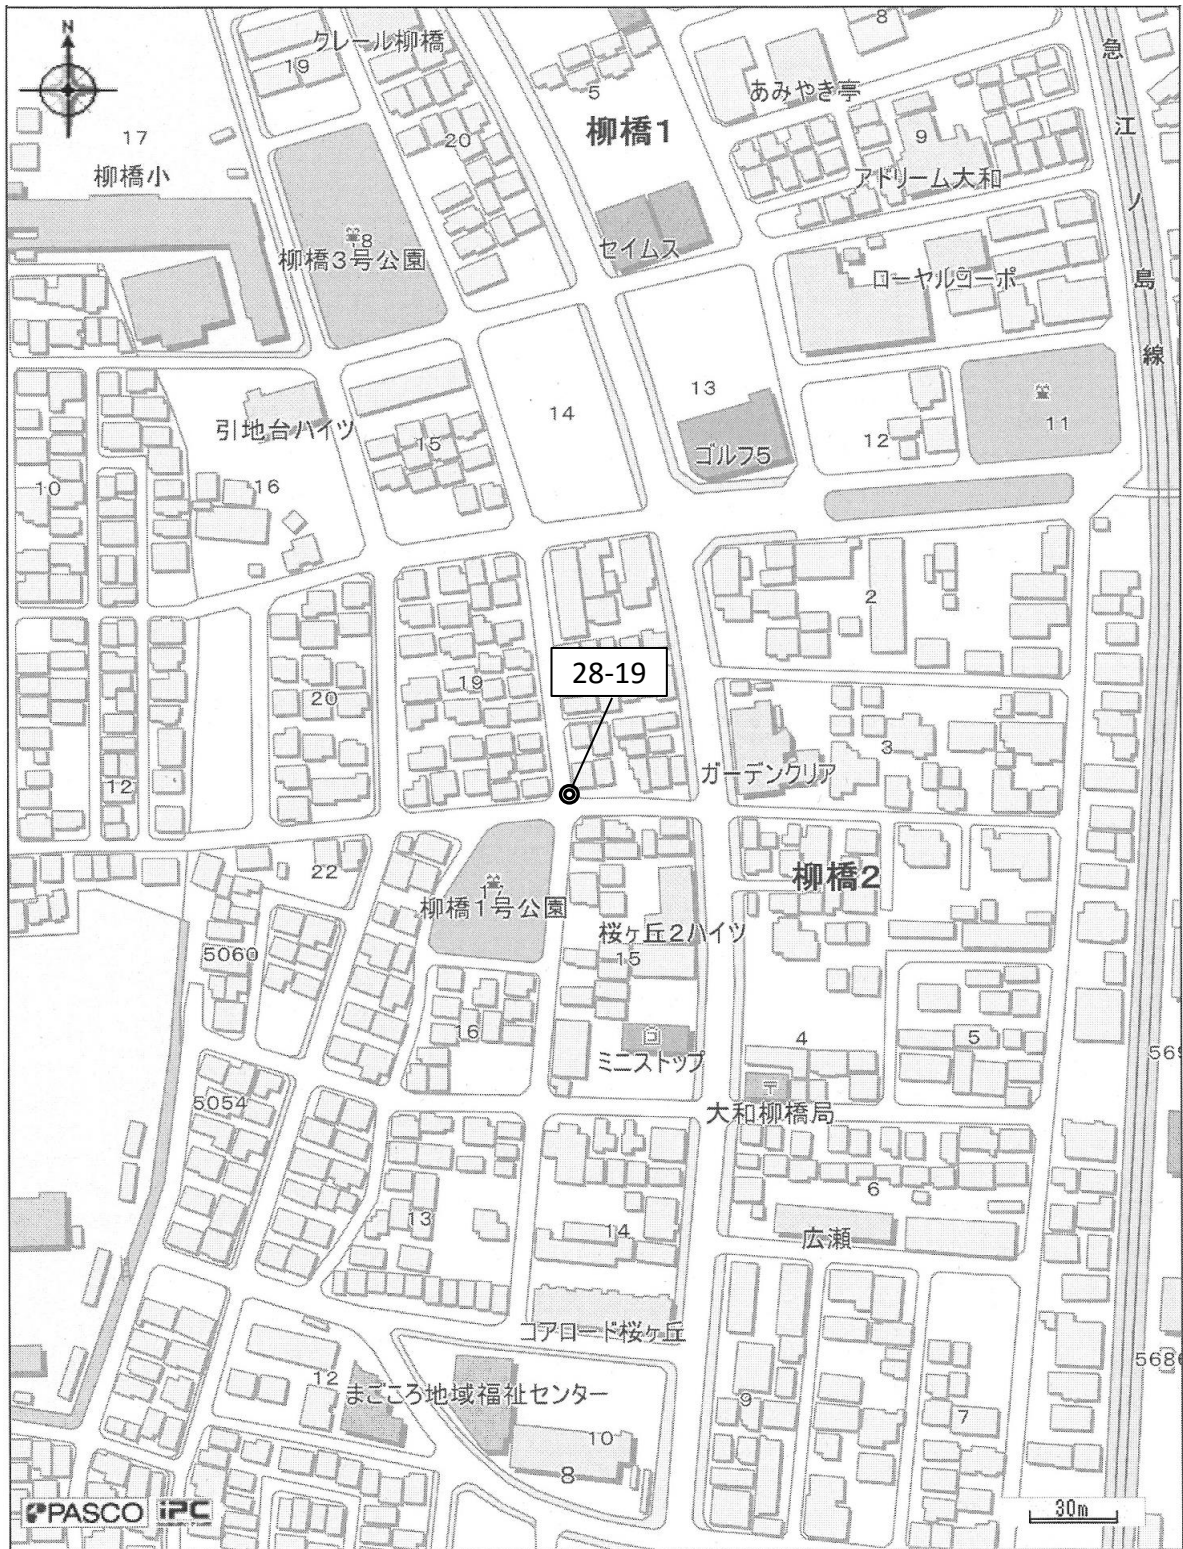 N
クレール柳橋
19
8
急
江
ノ
島
線
5
あみやき亭
17
柳橋1
20
9
柳橋小
アドリーム大和
8
柳橋3号公園
セイムス
ローヤルコーポ
13
14
11
引地台ハイツ
15
ゴルフ5
12
10
16
2
28-19
19
20
3
12
ガーデンクリア
22
柳橋1号公園
柳橋2
5060
桜ヶ丘2ハイツ
15
16
4
5
ミニストップ
569
5054
大和柳橋局
6
13
14
広瀬
コアロード桜ヶ丘
5686
12
まごころ地域福祉センター
9
7
10
8
PASCO iPC
30m